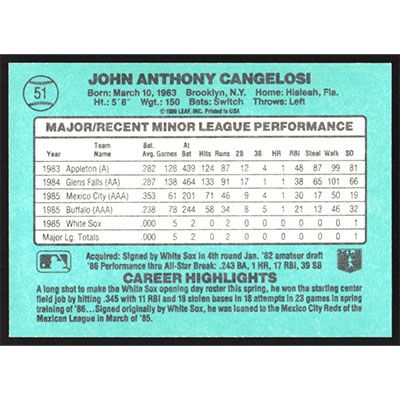 51
JOHN ANTHONY CANGELOSI
Born: March 10, 1963 Brooklyn, N.Y. Home: Hialeah, Fla.
Ht.: 5'8" Wgt.: 150 Bats: Switch Throws: Left
© 1986 LEAF, INC. Printed in USA
MAJOR/RECENT MINOR LEAGUE PERFORMANCE
Year Team Name Bat. Avg. Games At Bat Hits Runs 2B 3B HR RBI Steal Walk SO
1983 Appleton (A) .282 128 439 124 87 12 4 1 48 87 99 81
1984 Glens Falls (AA) .287 138 464 133 91 17 1 1 38 65 101 66
1985 Mexico City (AAA) .353 61 201 71 46 9 4 1 30 17 50 19
1985 Buffalo (AAA) .238 78 244 58 34 8 5 1 21 13 46 32
1985 White Sox .000 5 2 0 2 0 0 0 0 0 0 1
Major Lg. Totals .000 5 2 0 2 0 0 0 0 0 0 1
Acquired: Signed by White Sox in 4th round Jan. '82 amateur draft
'86 Performance thru All-Star Break: .243 BA, 1 HR, 17 RBI, 39 SB
CAREER HIGHLIGHTS
A long shot to make the White Sox opening day roster this spring, he won the starting center
field job by hitting .345 with 11 RBI and 18 stolen bases in 18 attempts in 23 games in spring
training of '86...Signed originally by White Sox, he was loaned to the Mexico City Reds of the
Mexican League in March of '85.